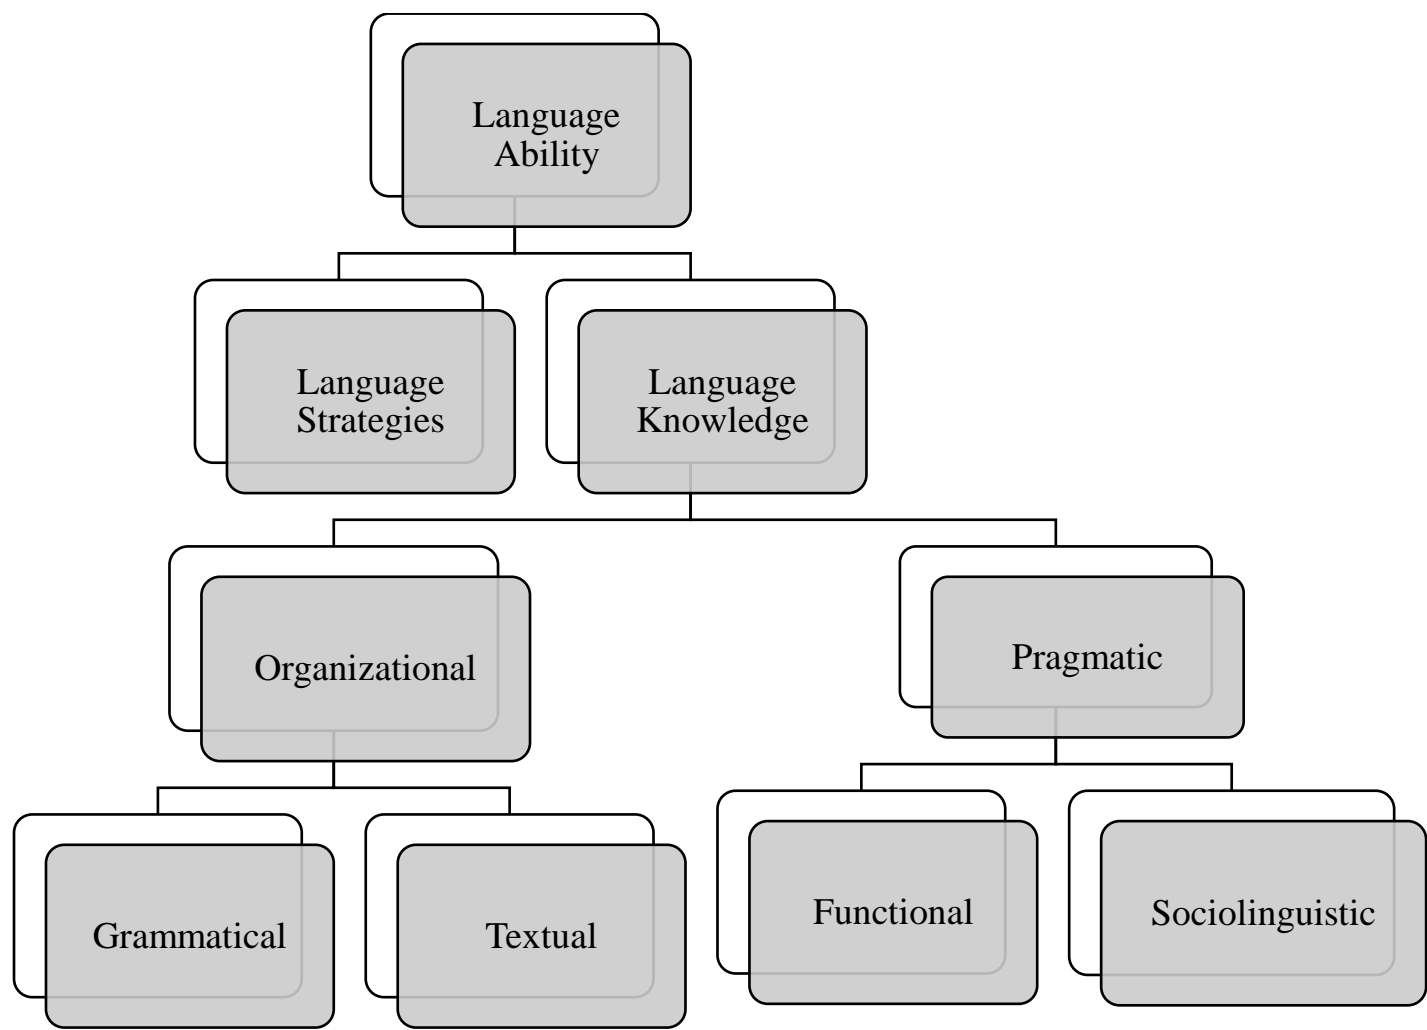 Language
Ability
Language
Strategies
Language
Knowledge
Organizational
Pragmatic
Grammatical
Textual
Functional
Sociolinguistic